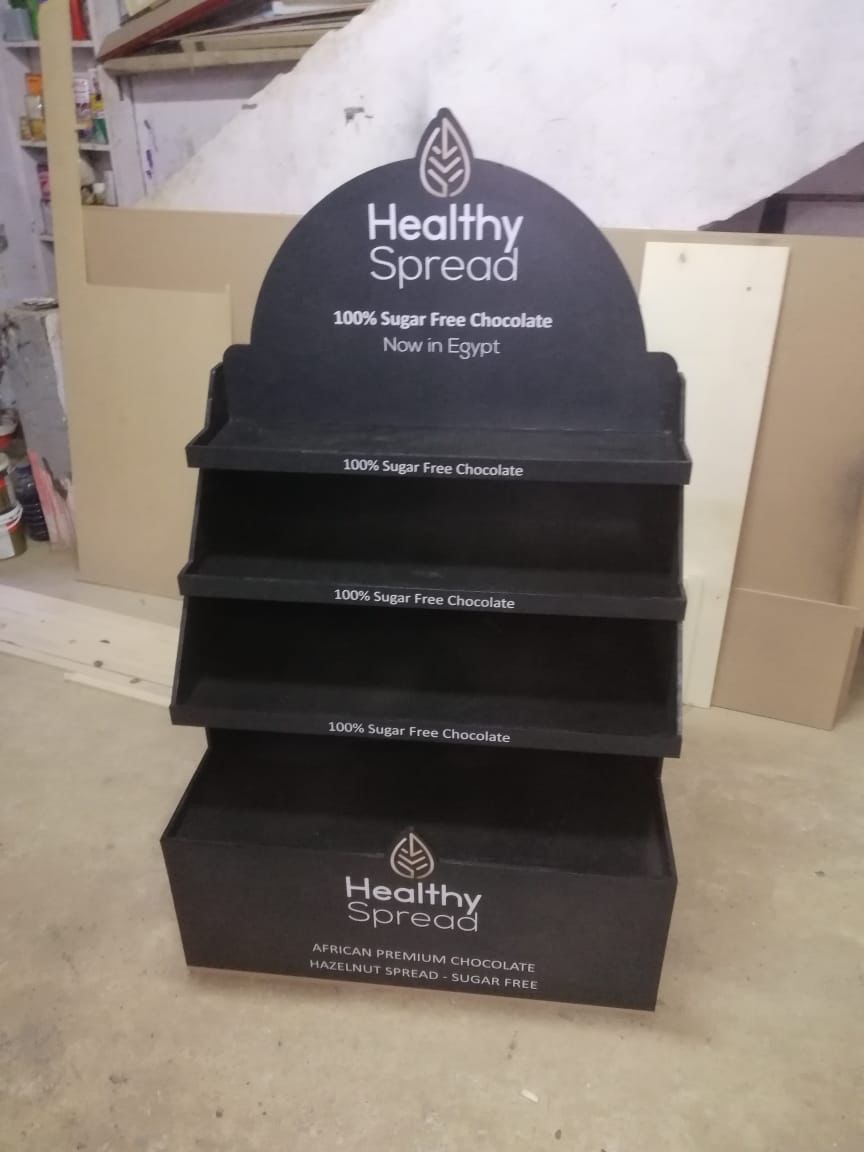 Healthy
Spread
100% Sugar Free Chocolate
Now in Egypt
100% Sugar Free Chocolate
100% Sugar Free Chocolate
100% Sugar Free Chocolate
Healthy
Spread
AFRICAN PREMIUM CHOCOLATE
HAZELNUT SPREAD - SUGAR FREE